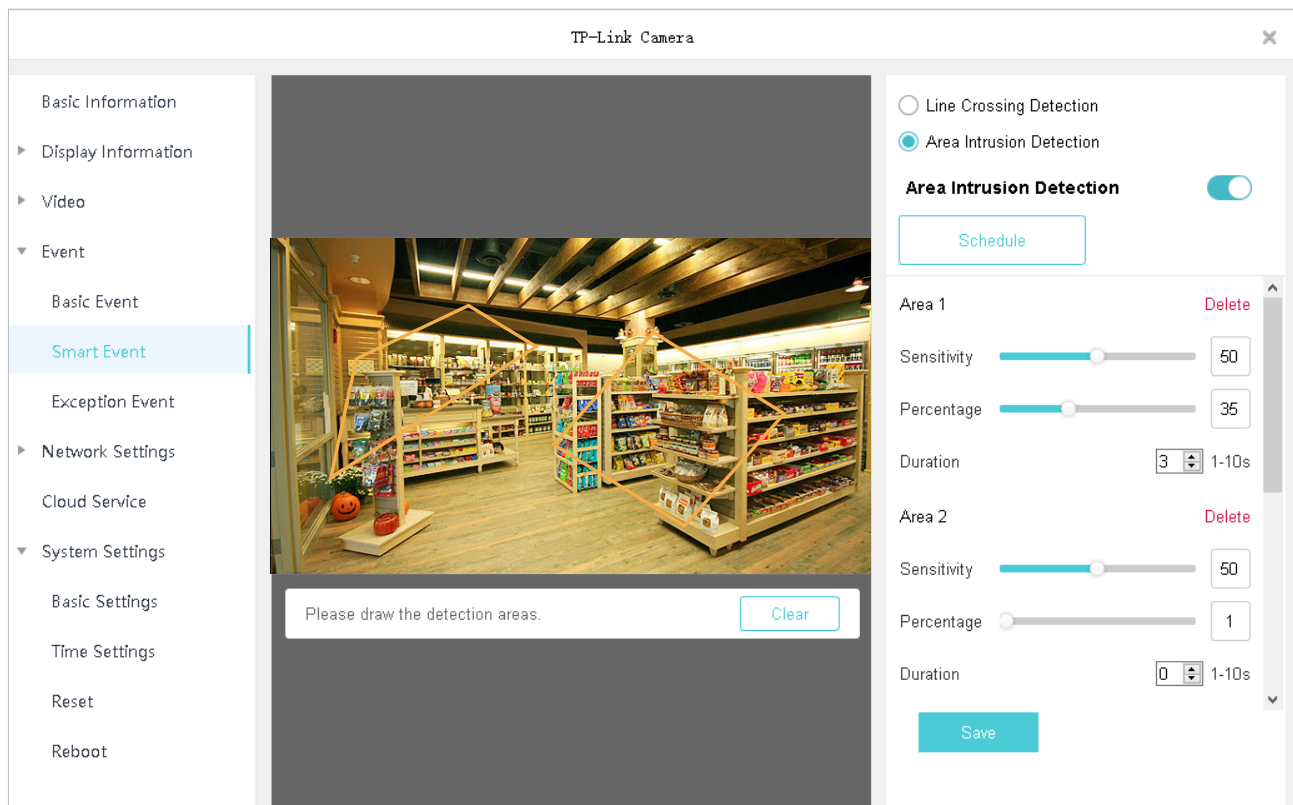 TP-Link Camera
Basic Information
Display Information
Video
Event
Basic Event
Smart Event
Exception Event
Network Settings
Cloud Service
System Settings
Basic Settings
Time Settings
Reset
Reboot
Please draw the detection areas.
Clear
Line Crossing Detection
Area Intrusion Detection
Area Intrusion Detection
Schedule
Area 1 Delete
Sensitivity 50
Percentage 35
Duration 3 1-10s
Area 2 Delete
Sensitivity 50
Percentage 1
Duration 0 1-10s
Save